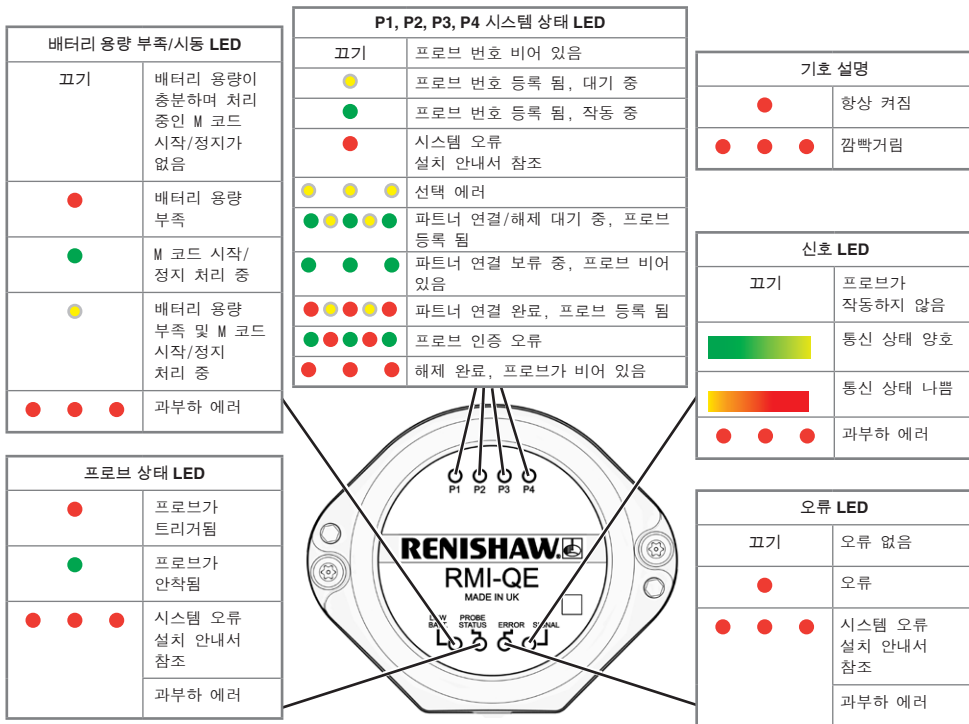 배터리 용량 부족/시동 LED
끄기
배터리 용량이
충분하며 처리
중인 M 코드
시작/정지가
없음
배터리 용량
부족
M 코드 시작/
정지 처리 중
배터리 용량
부족 및 M 코드
시작/정지
처리 중
과부하 에러
P1, P2, P3, P4 시스템 상태 LED
끄기
프로브 번호 비어 있음
프로브 번호 등록 됨, 대기 중
프로브 번호 등록 됨, 작동 중
시스템 오류
설치 안내서 참조
선택 에러
파트너 연결/해제 대기 중, 프로브
등록 됨
파트너 연결 보류 중, 프로브 비어
있음
파트너 연결 완료, 프로브 등록 됨
프로브 인증 오류
해제 완료, 프로브가 비어 있음
기호 설명
항상 켜짐
깜빡거림
신호 LED
끄기
프로브가
작동하지 않음
통신 상태 양호
통신 상태 나쁨
과부하 에러
프로브 상태 LED
프로브가
트리거됨
프로브가
안착됨
시스템 오류
설치 안내서
참조
과부하 에러
P1 P2 P3 P4
RENISHAW.
RMI-QE
MADE IN UK
LOW
BATT.
PROBE
STATUS
ERROR
SIGNAL
오류 LED
끄기
오류 없음
오류
시스템 오류
설치 안내서
참조
과부하 에러